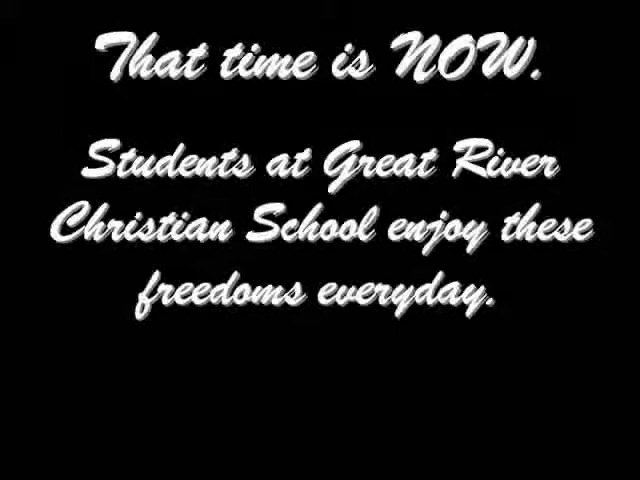 That time is NOW.
Students at Great River
Christian School enjoy these
freedoms everyday.